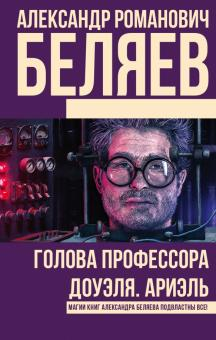 АЛЕКСАНДР РОМАНОВИЧ
БЕЛЯЕВ
ГОЛОВА ПРОФЕССОРА
ДОУЭЛЯ. АРИЭЛЬ
МАГИИ КНИГ АЛЕКСАНДРА БЕЛЯЕВА ПОДВЛАСТНЫ ВСЕ!